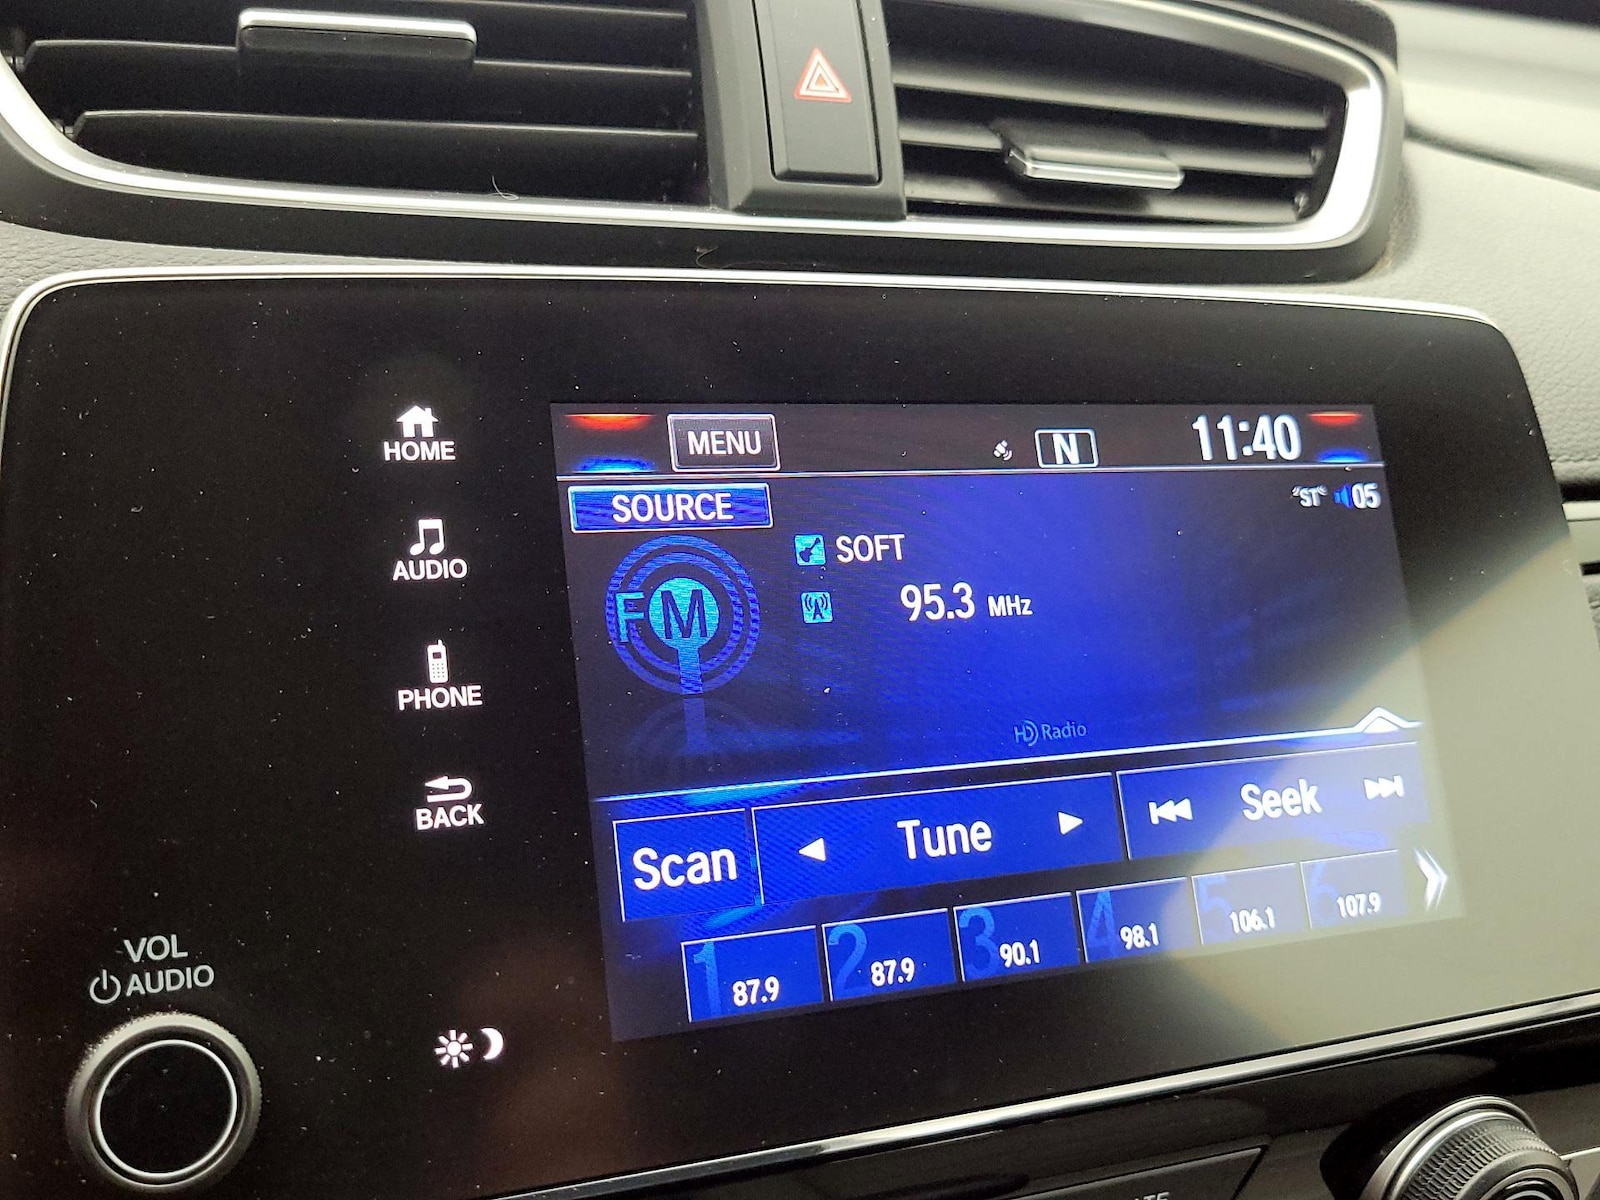 HOME
AUDIO
PHONE
BACK
VOL
AUDIO
MENU
N
11:40
SOURCE
"ST"
05
FM
SOFT
95.3 MHz
HD Radio
Scan
Tune
Seek
1 87.9
2 87.9
3 90.1
4 98.1
5 106.1
6 107.9